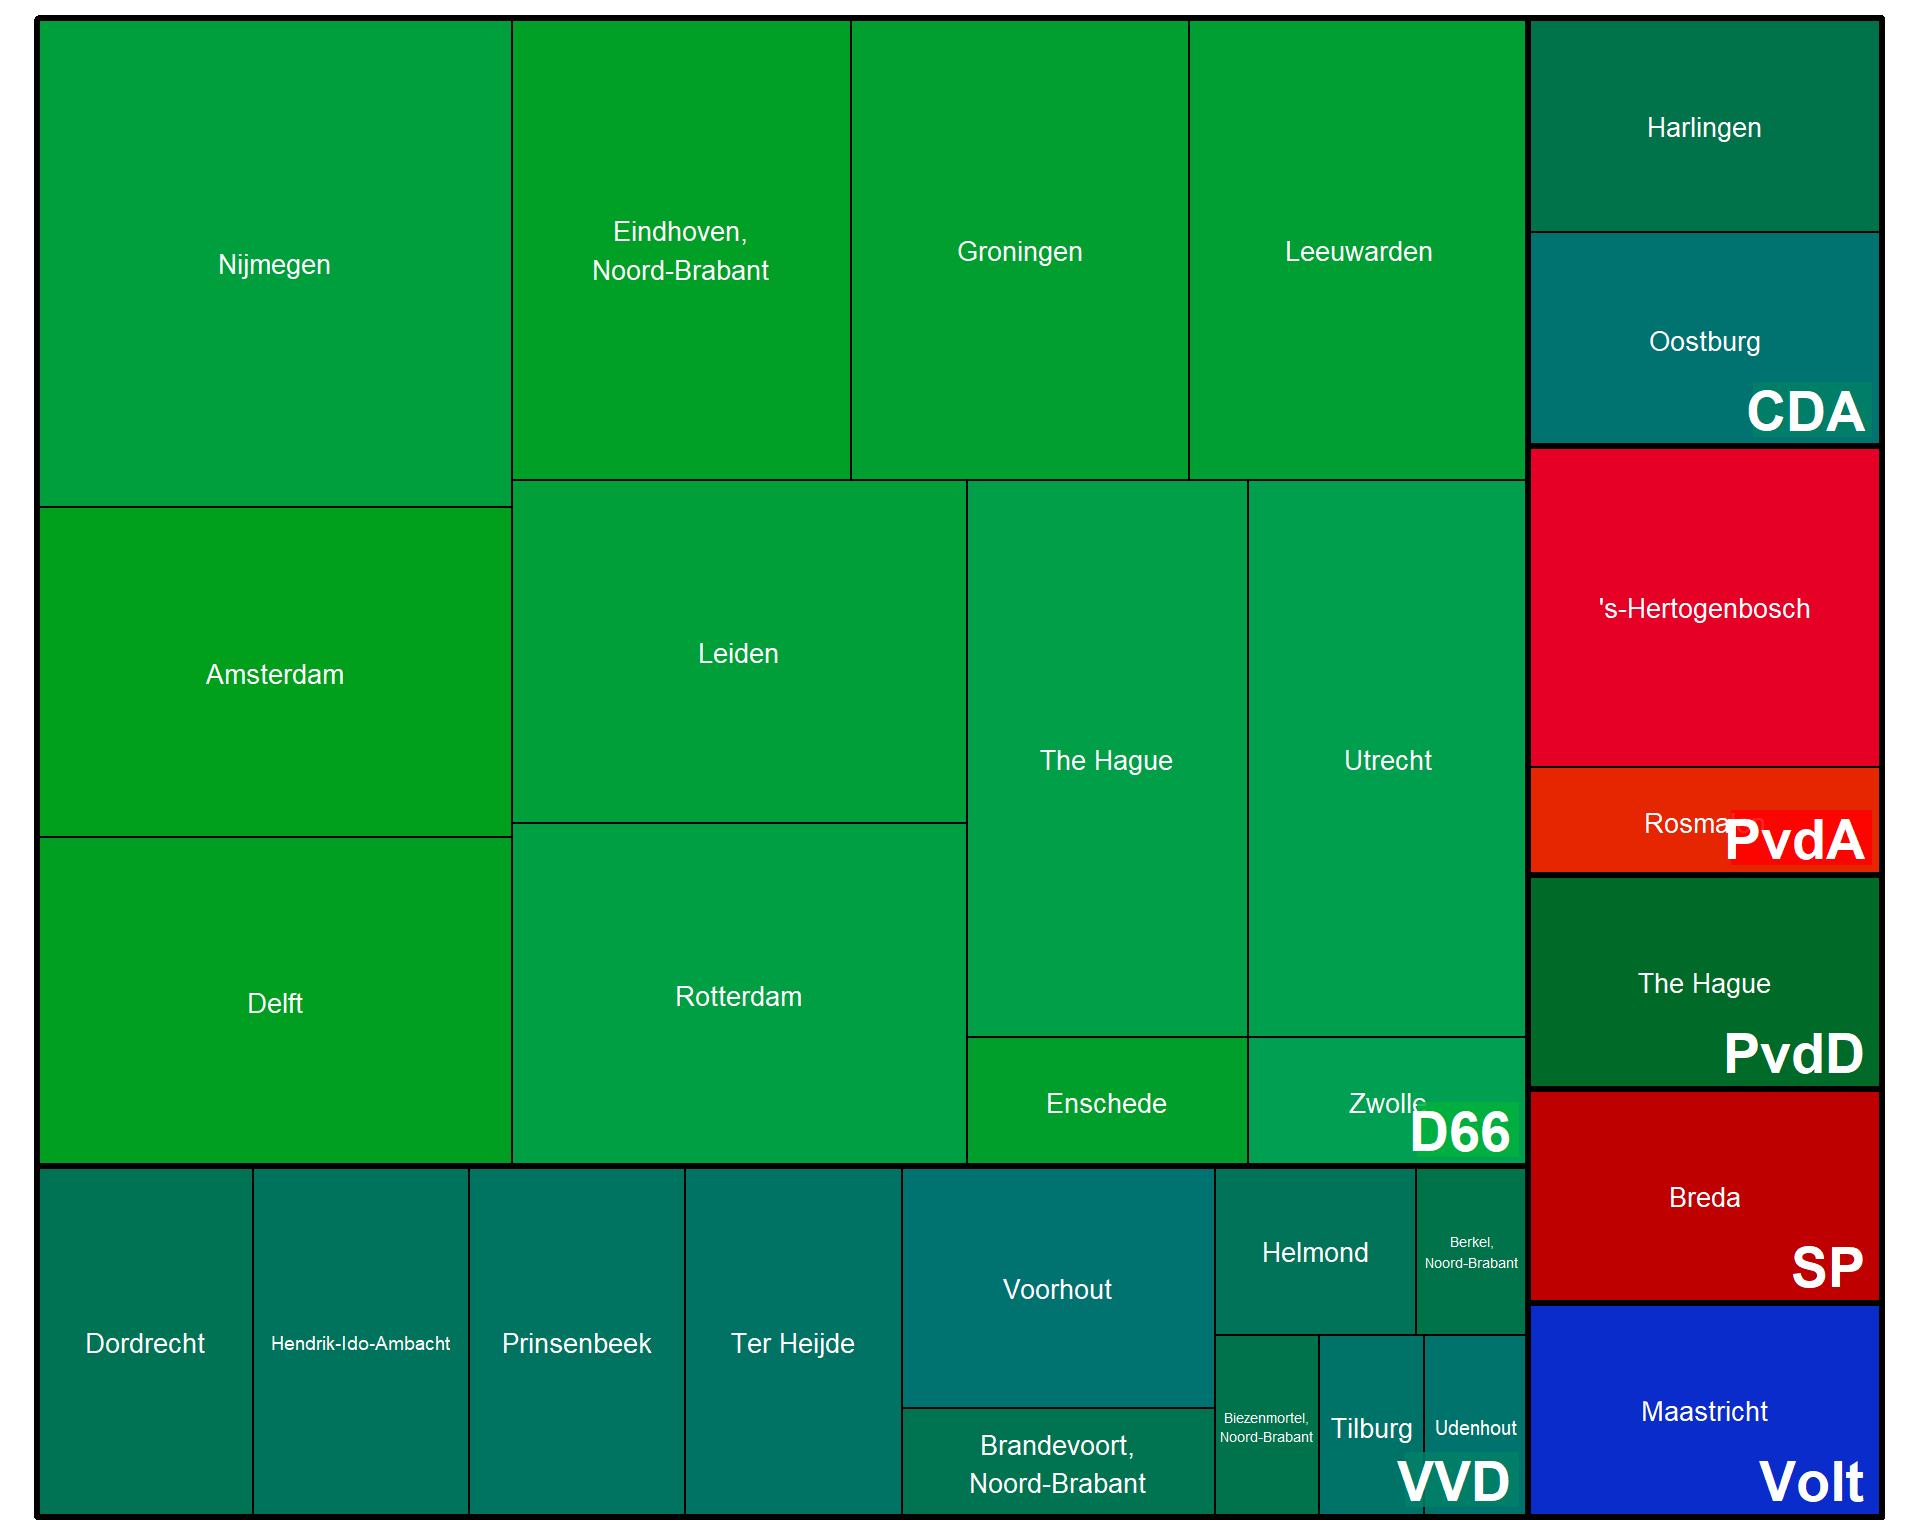 Nijmegen
Eindhoven,
Noord-Brabant
Groningen
Leeuwarden
Amsterdam
Leiden
The Hague
Utrecht
Delft
Rotterdam
Enschede
Zwolle
D66
Dordrecht
Hendrik-Ido-Ambacht
Prinsenbeek
Ter Heijde
Voorhout
Brandevoort,
Noord-Brabant
Helmond
Berkel,
Noord-Brabant
Biezenmortel,
Noord-Brabant
Tilburg
Udenhout
VVD
Harlingen
Oostburg
CDA
's-Hertogenbosch
Rosmalen
PvdA
The Hague
PvdD
Breda
SP
Maastricht
Volt